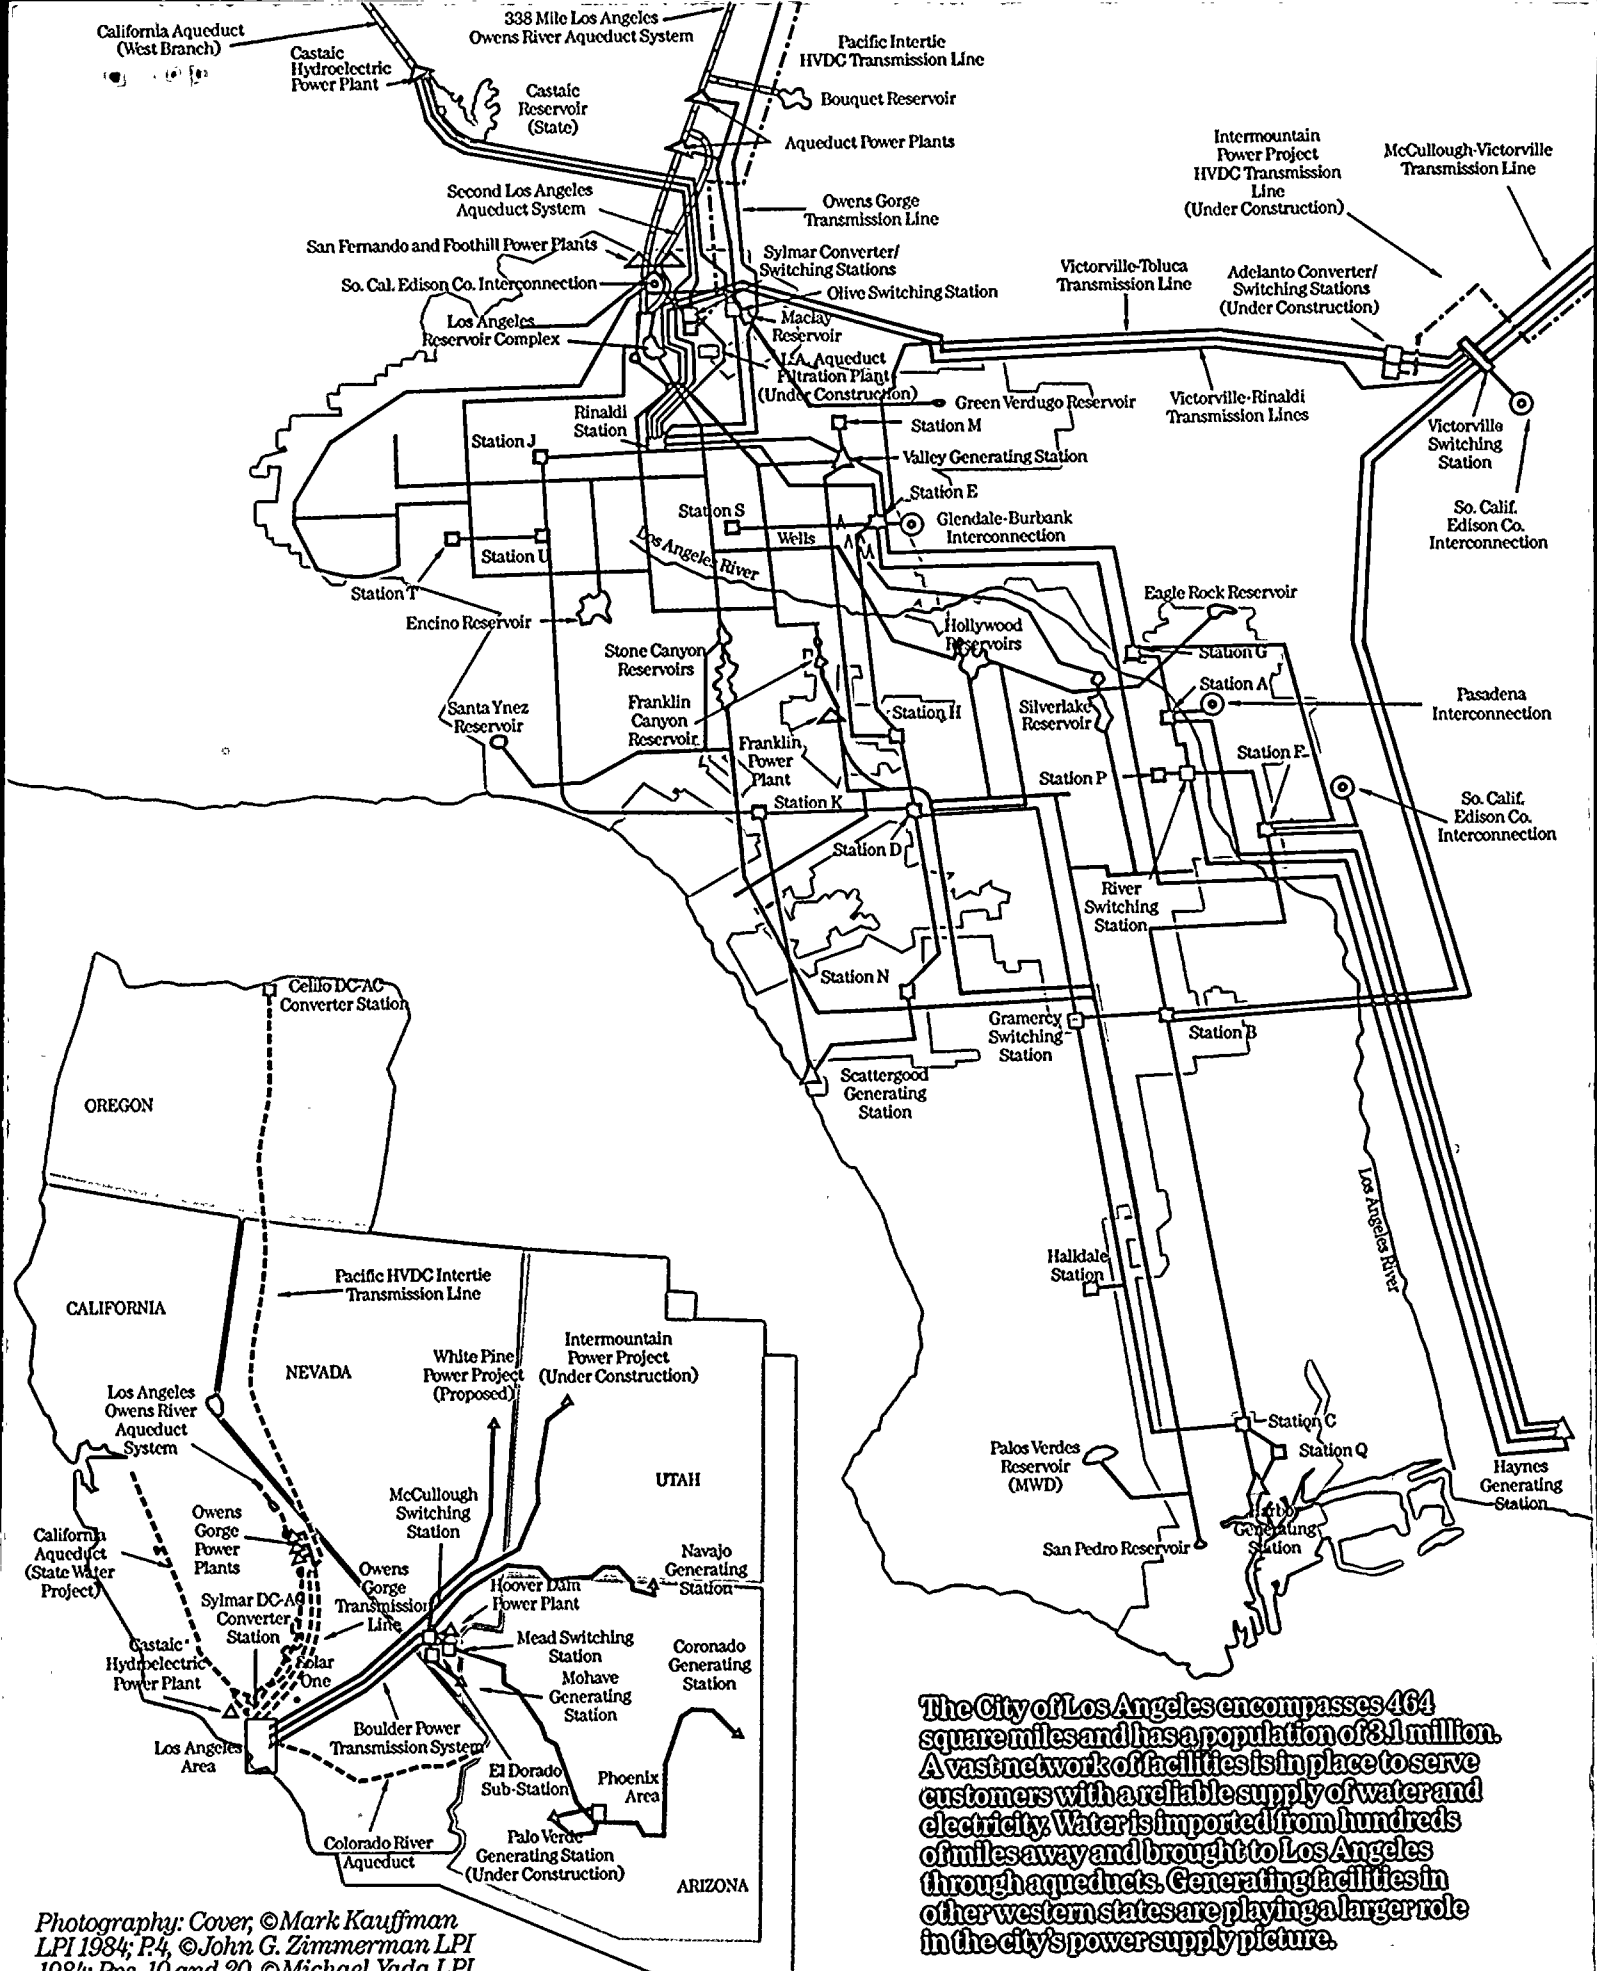 California Aqueduct
(West Branch)
Castaic
Hydroelectric
Power Plant
338 Mile Los Angeles
Owens River Aqueduct System
Pacific Intertie
HVDC Transmission Line
Castaic
Reservoir
(State)
Bouquet Reservoir
Aqueduct Power Plants
Intermountain
Power Project
HVDC Transmission
Line
(Under Construction)
McCullough-Victorville
Transmission Line
Second Los Angeles
Aqueduct System
Owens Gorge
Transmission Line
San Fernando and Foothill Power Plants
Sylmar Converter/
Switching Stations
So. Cal. Edison Co. Interconnection
Olive Switching Station
Victorville-Toluca
Transmission Line
Adelanto Converter/
Switching Stations
(Under Construction)
Los Angeles
Reservoir Complex
Maclay
Reservoir
L.A. Aqueduct
Filtration Plant
(Under Construction)
Green Verdugo Reservoir
Victorville-Rinaldi
Transmission Lines
Victorville
Switching
Station
Rinaldi
Station
Station M
Station J
Valley Generating Station
Station E
Station S
Glendale-Burbank
Interconnection
So. Calif.
Edison Co.
Interconnection
Wells
Los Angeles River
Station U
Station T
Encino Reservoir
Eagle Rock Reservoir
Hollywood
Reservoirs
Stone Canyon
Reservoirs
Station G
Station A
Pasadena
Interconnection
Santa Ynez
Reservoir
Franklin
Canyon
Reservoir
Station H
Silverlake
Reservoir
Franklin
Power
Plant
Station F
Station P
Station K
So. Calif.
Edison Co.
Interconnection
Station D
River
Switching
Station
Station N
Gramercy
Switching
Station
Station B
Scattergood
Generating
Station
Los Angeles River
Halldale
Station
Station C
Station Q
Palos Verdes
Reservoir
(MWD)
Harbor
Generating
Station
San Pedro Reservoir
Haynes
Generating
Station
Celilo DC-AC
Converter Station
OREGON
CALIFORNIA
Pacific HVDC Intertie
Transmission Line
NEVADA
White Pine
Power Project
(Proposed)
Intermountain
Power Project
(Under Construction)
Los Angeles
Owens River
Aqueduct
System
UTAH
McCullough
Switching
Station
Owens
Gorge
Power
Plants
California
Aqueduct
(State Water
Project)
Owens
Gorge
Transmission
Line
Navajo
Generating
Station
Hoover Dam
Power Plant
Sylmar DC-AC
Converter
Station
Mead Switching
Station
Coronado
Generating
Station
Castaic
Hydroelectric
Power Plant
Solar
One
Mohave
Generating
Station
Boulder Power
Transmission System
Los Angeles
Area
El Dorado
Sub-Station
Phoenix
Area
Colorado River
Aqueduct
Palo Verde
Generating Station
(Under Construction)
ARIZONA
The City of Los Angeles encompasses 464
square miles and has a population of 3.1 million.
A vast network of facilities is in place to serve
customers with a reliable supply of water and
electricity. Water is imported from hundreds
of miles away and brought to Los Angeles
through aqueducts. Generating facilities in
other western states are playing a larger role
in the city's power supply picture.
Photography: Cover, ©Mark Kauffman
LPI 1984; P.4, ©John G. Zimmerman LPI
1984; Pgs. 10 and 20, ©Michael Yada LPI